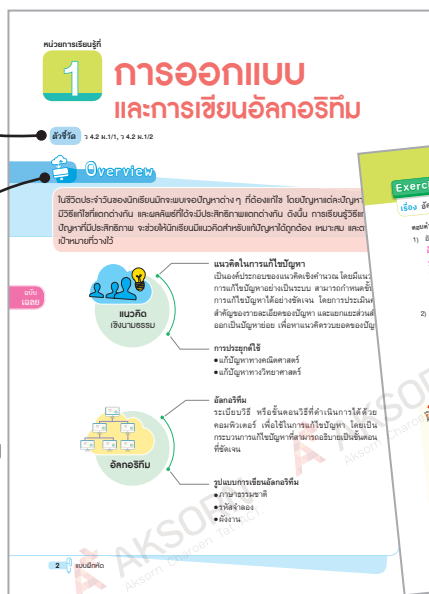 หน่วยการเรียนรู้ที่
1
การออกแบบ
และการเขียนอัลกอริทึม
ตัวชี้วัด ว 4.2 ม.1/1, ว 4.2 ม.1/2
Overview
ในชีวิตประจำวันของนักเรียนมักจะพบเจอปัญหาต่าง ๆ ที่ต้องแก้ไข โดยปัญหาแต่ละปัญหา
มีวิธีแก้ไขที่แตกต่างกัน และผลลัพธ์ที่ได้จะมีประสิทธิภาพแตกต่างกัน ดังนั้น การเรียนรู้วิธีแก้
ปัญหาที่มีประสิทธิภาพ จะช่วยให้นักเรียนมีแนวคิดสำหรับแก้ปัญหาได้ถูกต้อง เหมาะสม และ
เป้าหมายที่วางไว้
ฉบับ
เฉลย
แนวคิด
เชิงนามธรรม
แนวคิดในการแก้ปัญหา
เป็นองค์ประกอบของแนวคิดเชิงคำนวณ โดยมี
การแก้ปัญหาอย่างเป็นระบบ สามารถกำหนด
การแก้ปัญหาได้อย่างชัดเจน โดยการประเมิน
สำคัญของรายละเอียดของปัญหา และแยกแยะ
ออกเป็นปัญหาย่อย เพื่อหาแนวคิดรวบยอดของ
การประยุกต์ใช้
• แก้ปัญหาทางคณิตศาสตร์
• แก้ปัญหาทางวิทยาศาสตร์
อัลกอริทึม
อัลกอริทึม
ระเบียบวิธี หรือขั้นตอนวิธีที่ดำเนินการได้ด้วย
คอมพิวเตอร์ เพื่อใช้ในการแก้ไขปัญหา โดยเป็น
กระบวนการแก้ไขปัญหาที่สามารถอธิบายเป็นขั้นตอน
ที่ชัดเจน
รูปแบบการเขียนอัลกอริทึม
• ภาษาธรรมชาติ
• รหัสจำลอง
• ผังงาน
AKSORN
Aksorn Charoen Tat ACT.
2 แบบฝึกหัด
Exerc
เรื่อง
1)
2)
AKSOR
Aksorn Charoen